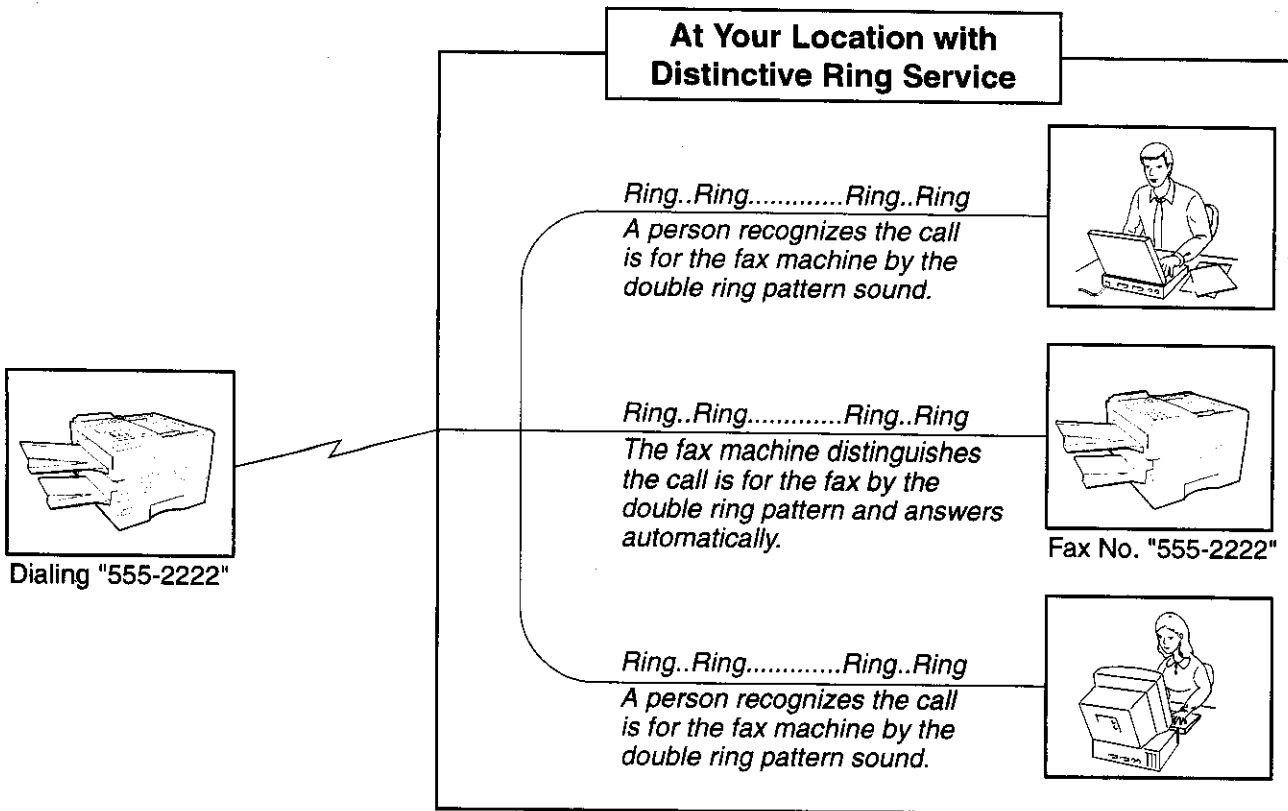 At Your Location with
Distinctive Ring Service
Ring..Ring.............Ring..Ring
A person recognizes the call
is for the fax machine by the
double ring pattern sound.
Ring..Ring.............Ring..Ring
The fax machine distinguishes
the call is for the fax by the
double ring pattern and answers
automatically.
Fax No. "555-2222"
Dialing "555-2222"
Ring..Ring.............Ring..Ring
A person recognizes the call
is for the fax machine by the
double ring pattern sound.